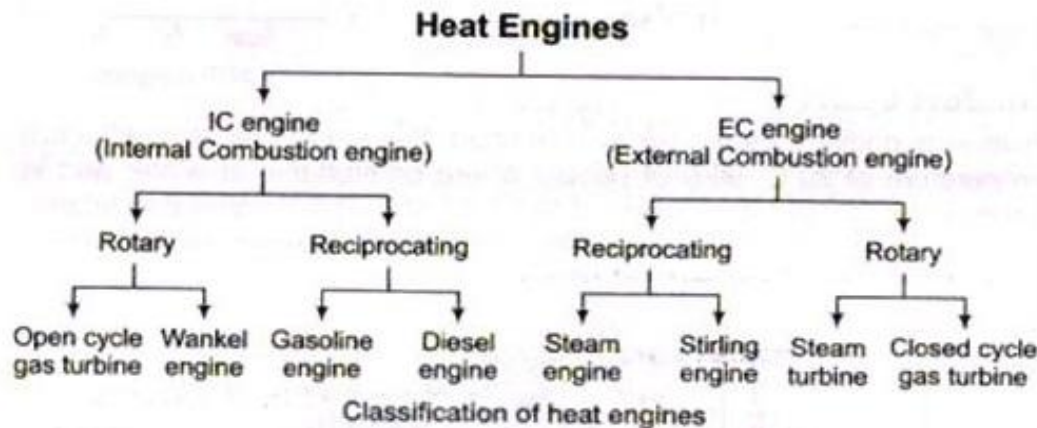 Heat Engines
IC engine
(Internal Combustion engine)
EC engine
(External Combustion engine)
Rotary
Reciprocating
Reciprocating
Rotary
Open cycle
gas turbine
Wankel
engine
Gasoline
engine
Diesel
engine
Steam
engine
Stirling
engine
Steam
turbine
Closed cycle
gas turbine
Classification of heat engines